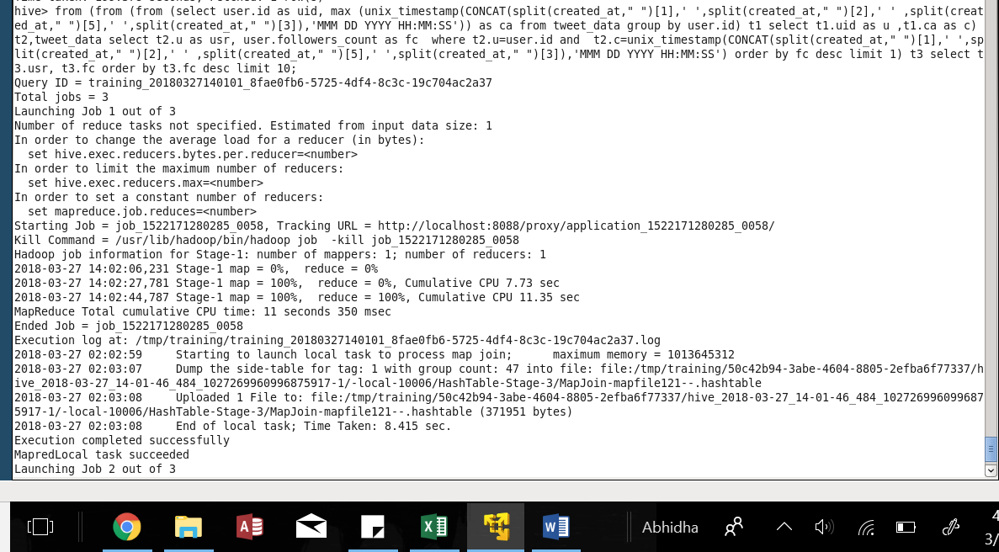 hive> from (from (from (select user.id as uid, max (unix_timestamp(CONCAT(split(created_at," ")[1],' ',split(created_at," ")[2],' ' ,split(creat
ed_at," ")[5],' ',split(created_at," ")[3]),'MMM DD YYYY HH:MM:SS')) as ca from tweet_data group by user.id) t1 select t1.uid as u ,t1.ca as c)
t2,tweet_data select t2.u as usr, user.followers_count as fc  where t2.u=user.id and  t2.c=unix_timestamp(CONCAT(split(created_at," ")[1],' ',sp
lit(created_at," ")[2],' ' ,split(created_at," ")[5],' ',split(created_at," ")[3]),'MMM DD YYYY HH:MM:SS') order by fc desc limit 1) t3 select t
3.usr, t3.fc order by t3.fc desc limit 10;
Query ID = training_20180327140101_8fae0fb6-5725-4df4-8c3c-19c704ac2a37
Total jobs = 3
Launching Job 1 out of 3
Number of reduce tasks not specified. Estimated from input data size: 1
In order to change the average load for a reducer (in bytes):
  set hive.exec.reducers.bytes.per.reducer=<number>
In order to limit the maximum number of reducers:
  set hive.exec.reducers.max=<number>
In order to set a constant number of reducers:
  set mapreduce.job.reduces=<number>
Starting Job = job_1522171280285_0058, Tracking URL = http://localhost:8088/proxy/application_1522171280285_0058/
Kill Command = /usr/lib/hadoop/bin/hadoop job  -kill job_1522171280285_0058
Hadoop job information for Stage-1: number of mappers: 1; number of reducers: 1
2018-03-27 14:02:06,231 Stage-1 map = 0%,  reduce = 0%
2018-03-27 14:02:27,781 Stage-1 map = 100%,  reduce = 0%, Cumulative CPU 7.73 sec
2018-03-27 14:02:44,787 Stage-1 map = 100%,  reduce = 100%, Cumulative CPU 11.35 sec
MapReduce Total cumulative CPU time: 11 seconds 350 msec
Ended Job = job_1522171280285_0058
Execution log at: /tmp/training/training_20180327140101_8fae0fb6-5725-4df4-8c3c-19c704ac2a37.log
2018-03-27 02:02:59     Starting to launch local task to process map join;      maximum memory = 1013645312
2018-03-27 02:03:07     Dump the side-table for tag: 1 with group count: 47 into file: file:/tmp/training/50c42b94-3abe-4604-8805-2efba6f77337/h
ive_2018-03-27_14-01-46_484_1027269960996875917-1/-local-10006/HashTable-Stage-3/MapJoin-mapfile121--.hashtable
2018-03-27 02:03:08     Uploaded 1 File to: file:/tmp/training/50c42b94-3abe-4604-8805-2efba6f77337/hive_2018-03-27_14-01-46_484_102726996099687
5917-1/-local-10006/HashTable-Stage-3/MapJoin-mapfile121--.hashtable (371951 bytes)
2018-03-27 02:03:08     End of local task; Time Taken: 8.415 sec.
Execution completed successfully
MapredLocal task succeeded
Launching Job 2 out of 3
Abhidha